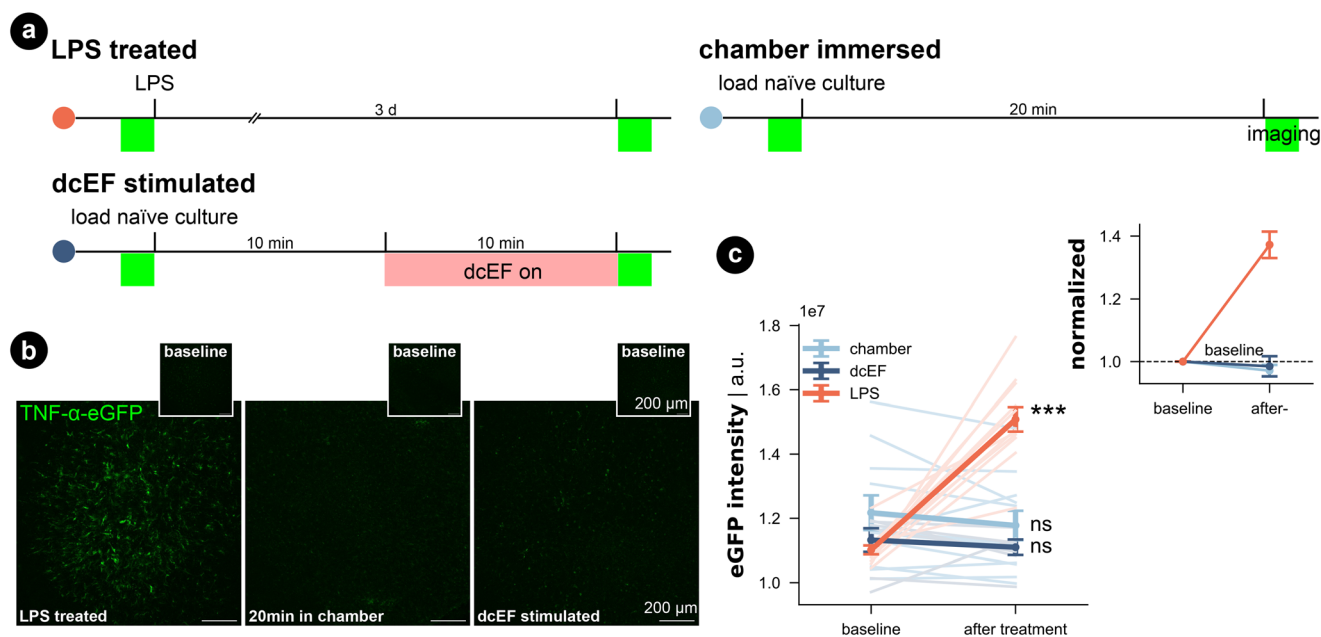 a
LPS treated
LPS
3 d
chamber immersed
load naïve culture
20 min
imaging
dcEF stimulated
load naïve culture
10 min
10 min
dcEF on
b
baseline
baseline
baseline
200 µm
TNF-α-eGFP
LPS treated
20min in chamber
dcEF stimulated
200 µm
c
1e7
1.8
1.6
1.4
1.2
1.0
eGFP intensity | a.u.
chamber
dcEF
LPS
***
ns
ns
baseline
after treatment
normalized
1.4
1.2
1.0
baseline
baseline
after-